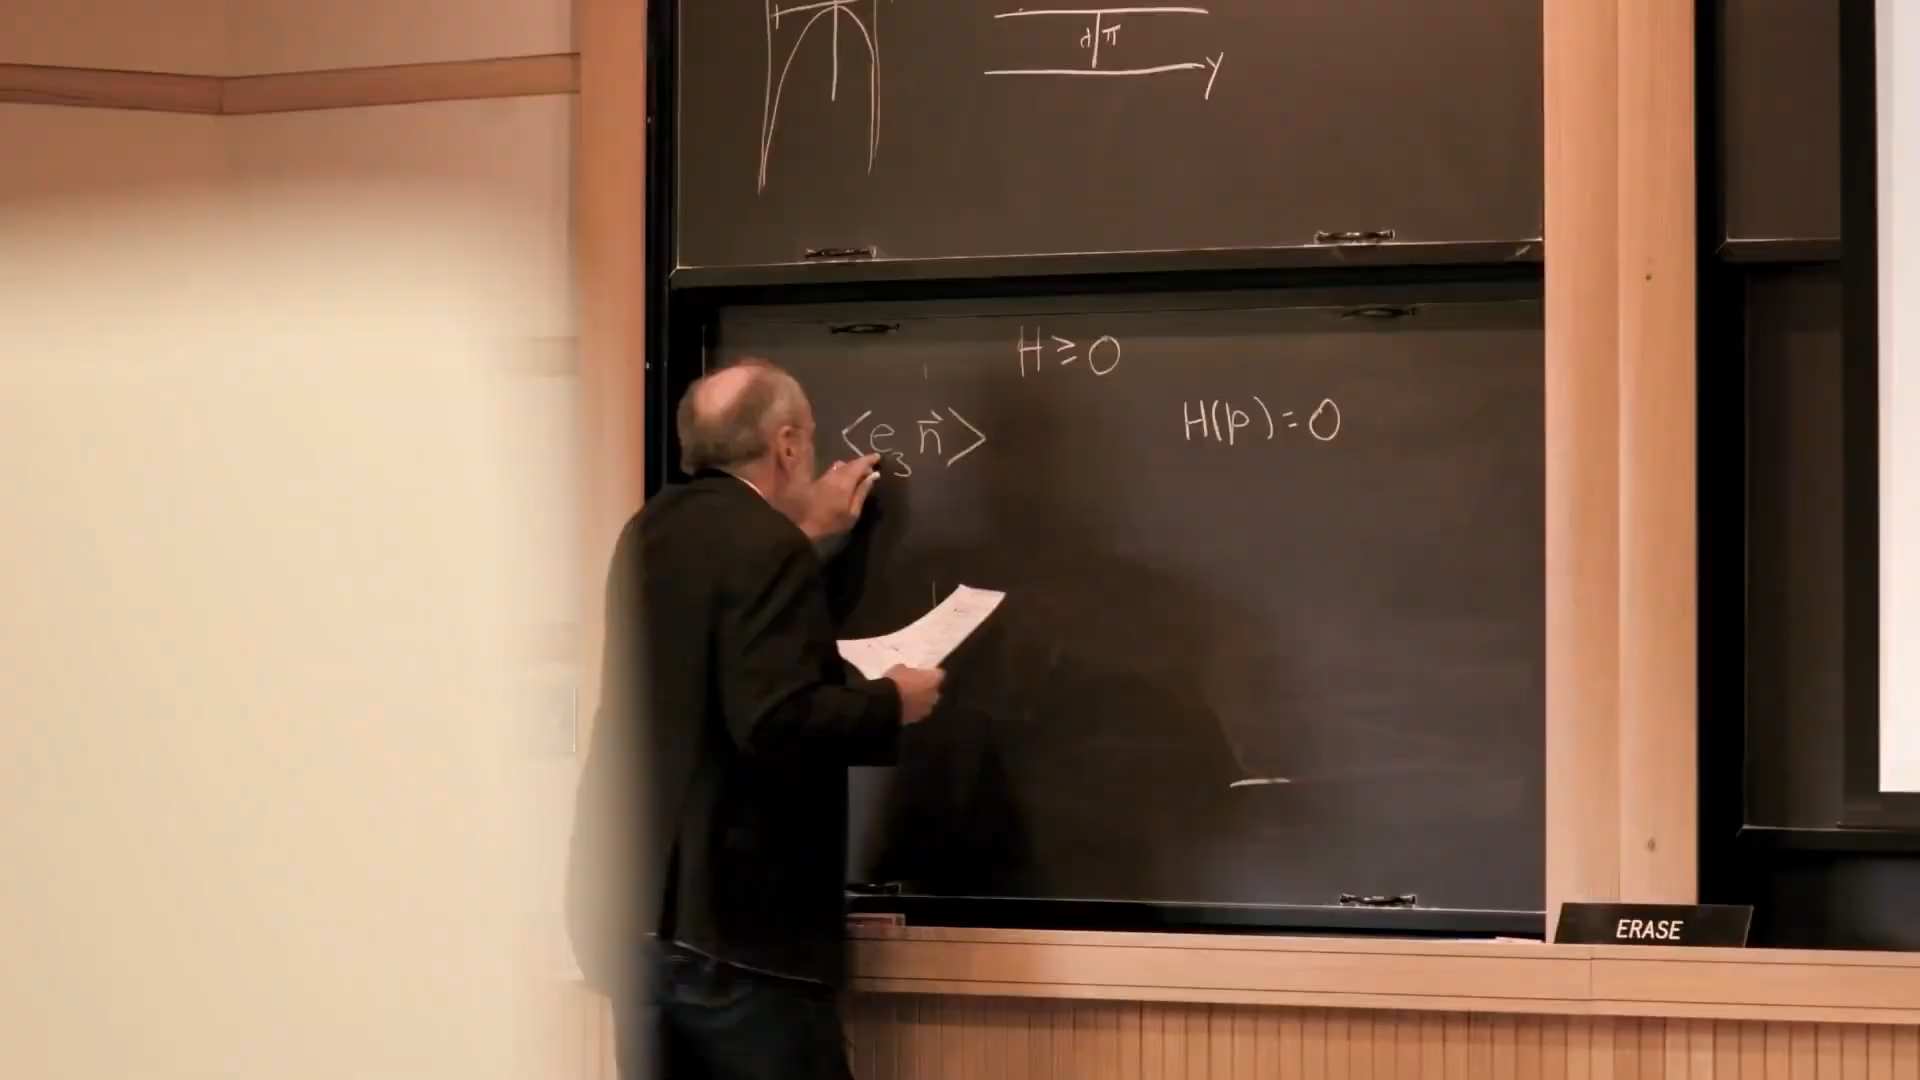 π
y
H ≥ 0
<e₃ n⃗>
H(p) = 0
ERASE